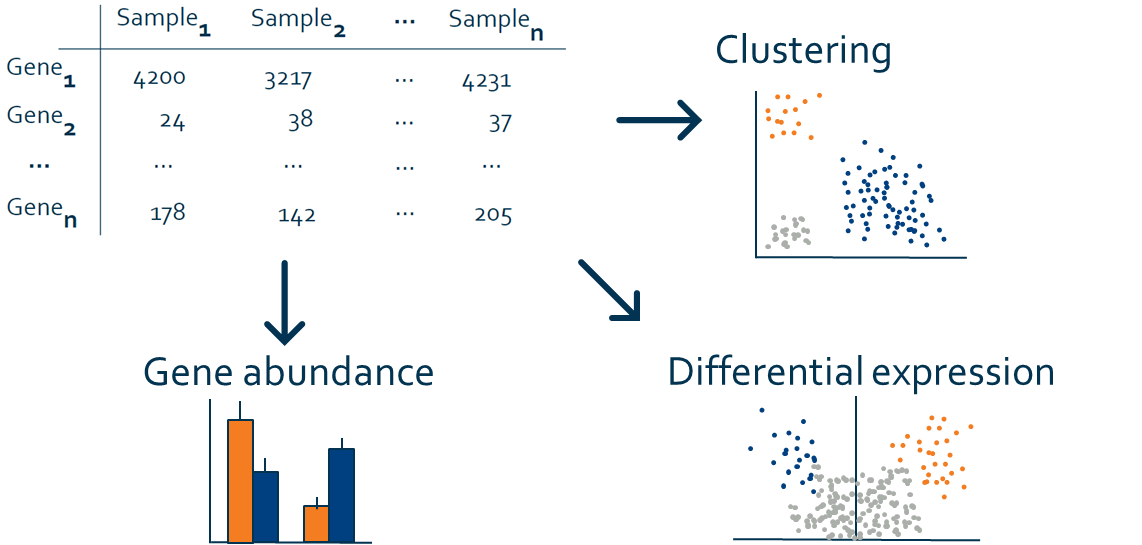 Sample1 Sample2 ... Samplen
Gene1 4200 3217 ... 4231
Gene2 24 38 ... 37
... ... ... ... ...
Genen 178 142 ... 205
Clustering
Gene abundance
Differential expression